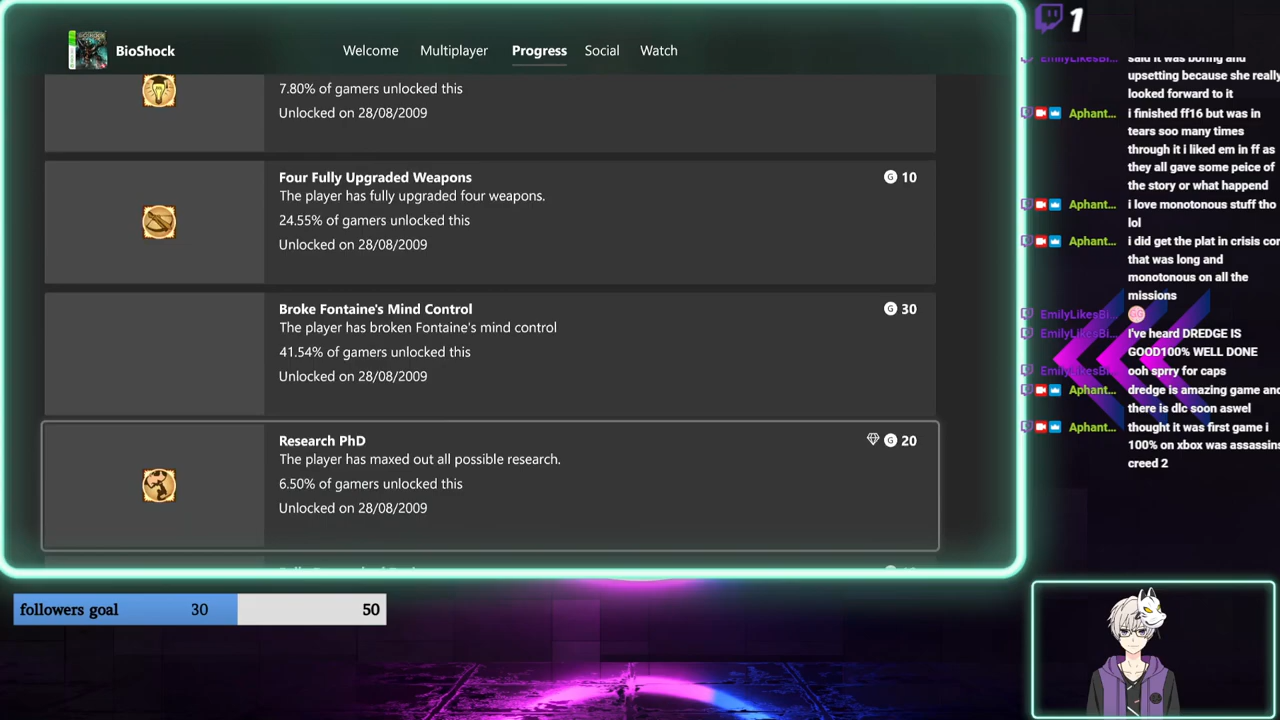 BioShock
Welcome
Multiplayer
Progress
Social
Watch
7.80% of gamers unlocked this
Unlocked on 28/08/2009
Four Fully Upgraded Weapons
G 10
The player has fully upgraded four weapons.
24.55% of gamers unlocked this
Unlocked on 28/08/2009
Broke Fontaine's Mind Control
G 30
The player has broken Fontaine's mind control
41.54% of gamers unlocked this
Unlocked on 28/08/2009
Research PhD
G 20
The player has maxed out all possible research.
6.50% of gamers unlocked this
Unlocked on 28/08/2009
followers goal 30 50
1
EmilyLikesBi... said it was boring and
upsetting because she really
looked forward to it
Aphant... i finished ff16 but was in
tears soo many times
through it i liked em in ff as
they all gave some peice of
the story or what happend
Aphant... i love monotonous stuff tho
lol
Aphant... i did get the plat in crisis cor
that was long and
monotonous on all the
missions
EmilyLikesBi... GG
EmilyLikesBi... I've heard DREDGE IS
GOOD100% WELL DONE
EmilyLikesBi... ooh sprry for caps
Aphant... dredge is amazing game and
there is dlc soon aswel
Aphant... thought it was first game i
100% on xbox was assassins
creed 2